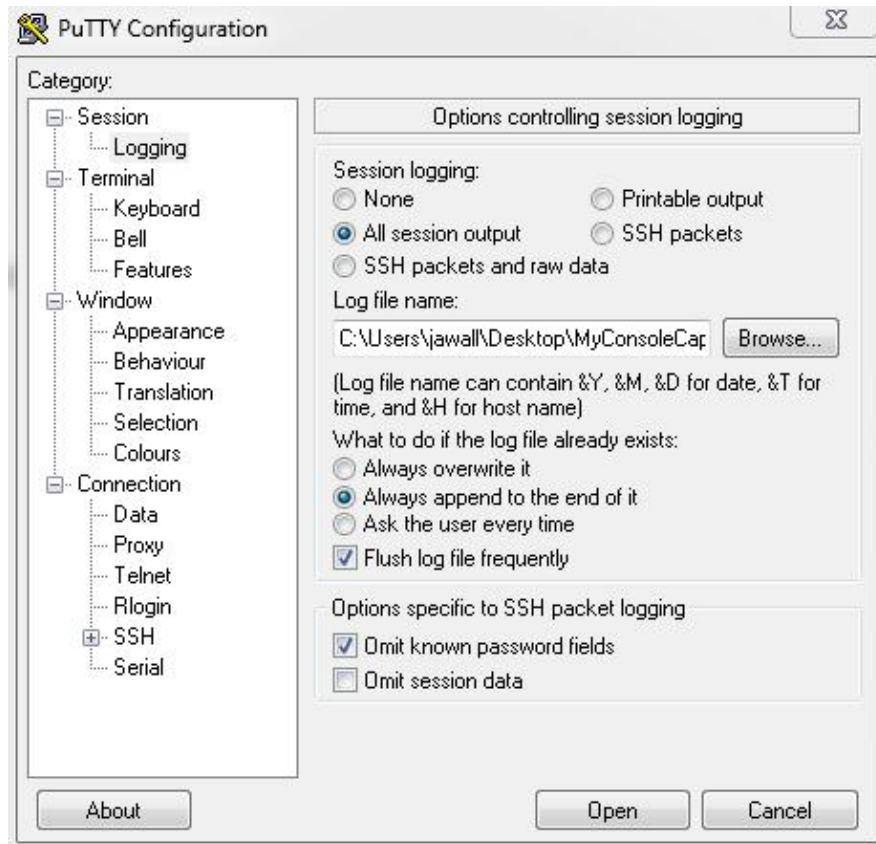 PuTTY Configuration
Category:
Session
Logging
Terminal
Keyboard
Bell
Features
Window
Appearance
Behaviour
Translation
Selection
Colours
Connection
Data
Proxy
Telnet
Rlogin
SSH
Serial
Options controlling session logging
Session logging:
None
Printable output
All session output
SSH packets
SSH packets and raw data
Log file name:
C:\Users\jawall\Desktop\MyConsoleCap
Browse...
(Log file name can contain &Y, &M, &D for date, &T for
time, and &H for host name)
What to do if the log file already exists:
Always overwrite it
Always append to the end of it
Ask the user every time
Flush log file frequently
Options specific to SSH packet logging
Omit known password fields
Omit session data
About
Open
Cancel